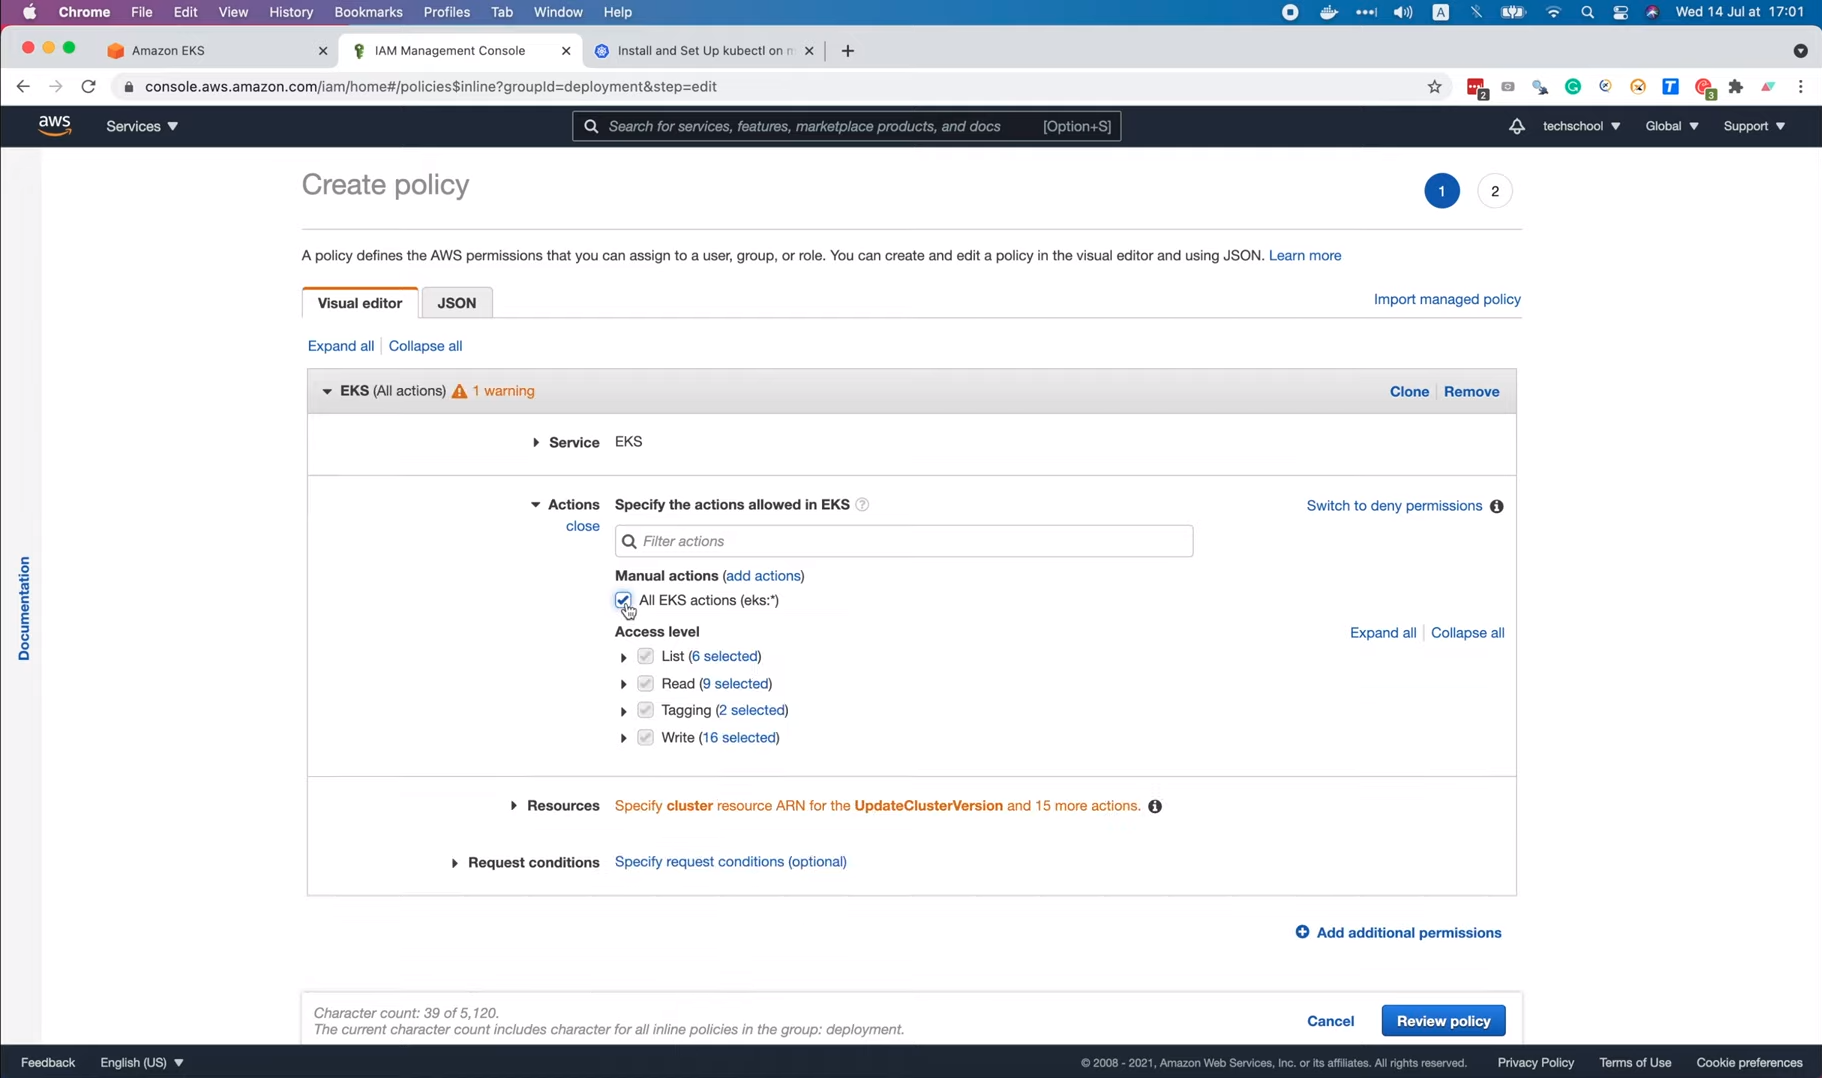 Chrome File Edit View History Bookmarks Profiles Tab Window Help A Wed 14 Jul at 17:01
Amazon EKS IAM Management Console Install and Set Up kubectl on
console.aws.amazon.com/iam/home#/policies$inline?groupId=deployment&step=edit 2 T 3
aws Services Search for services, features, marketplace products, and docs [Option+S] techschool Global Support
Create policy 1 2
A policy defines the AWS permissions that you can assign to a user, group, or role. You can create and edit a policy in the visual editor and using JSON. Learn more
Visual editor JSON Import managed policy
Expand all Collapse all
EKS (All actions) 1 warning Clone Remove
Service EKS
Actions Specify the actions allowed in EKS ? Switch to deny permissions
close
Filter actions
Manual actions (add actions)
All EKS actions (eks:*)
Access level Expand all Collapse all
List (6 selected)
Read (9 selected)
Tagging (2 selected)
Write (16 selected)
Resources Specify cluster resource ARN for the UpdateClusterVersion and 15 more actions.
Request conditions Specify request conditions (optional)
Add additional permissions
Documentation
Character count: 39 of 5,120.
The current character count includes character for all inline policies in the group: deployment.
Cancel Review policy
Feedback English (US) © 2008 - 2021, Amazon Web Services, Inc. or its affiliates. All rights reserved. Privacy Policy Terms of Use Cookie preferences